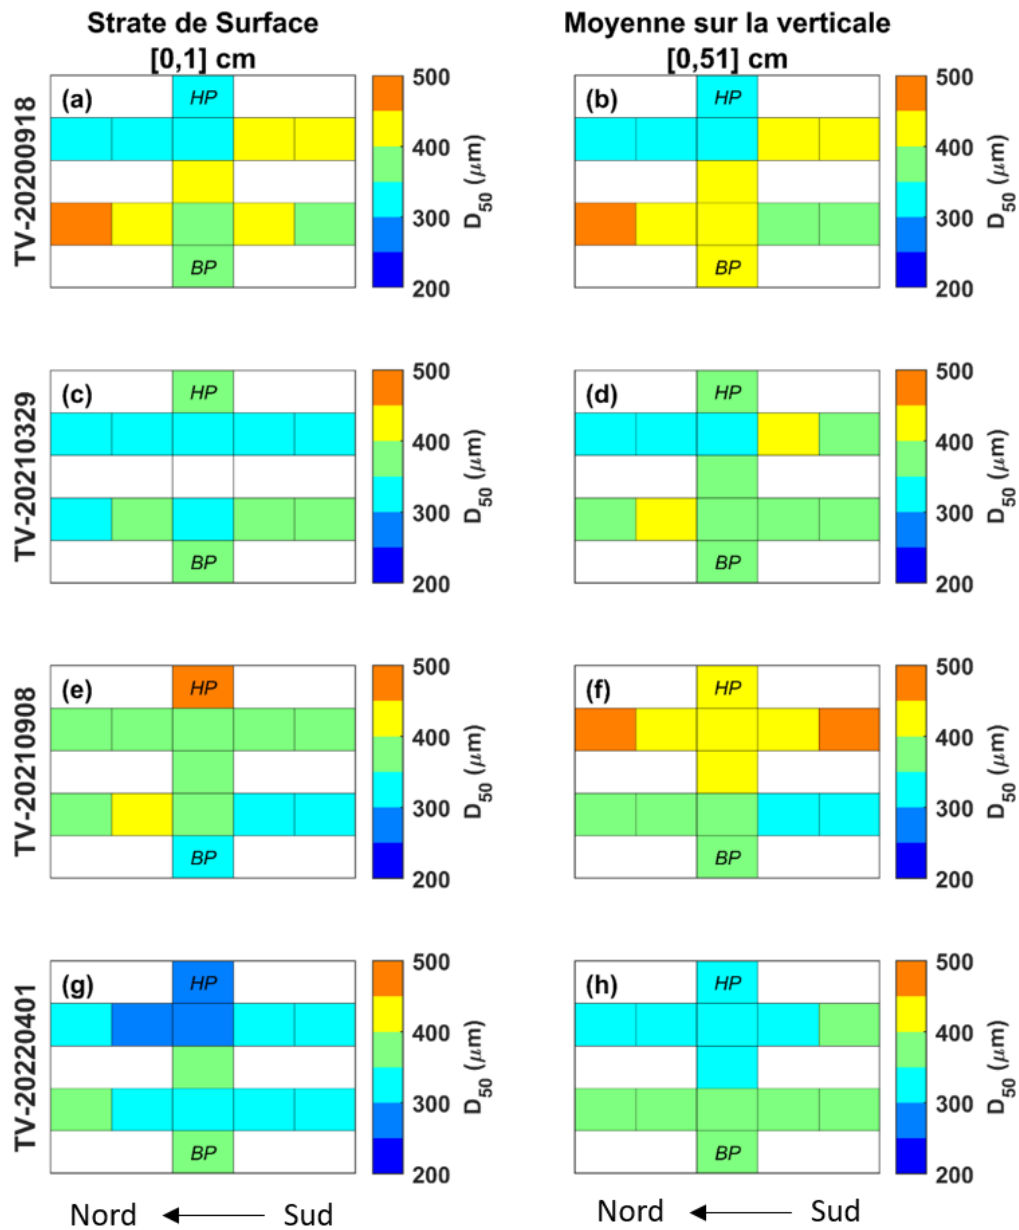 Strate de Surface
[0,1] cm
Moyenne sur la verticale
[0,51] cm
TV-20200918
(a)
HP
BP
500
400
300
200
D50 (μm)
(b)
HP
BP
500
400
300
200
D50 (μm)
TV-20210329
(c)
HP
BP
500
400
300
200
D50 (μm)
(d)
HP
BP
500
400
300
200
D50 (μm)
TV-20210908
(e)
HP
BP
500
400
300
200
D50 (μm)
(f)
HP
BP
500
400
300
200
D50 (μm)
TV-20220401
(g)
HP
BP
500
400
300
200
D50 (μm)
(h)
HP
BP
500
400
300
200
D50 (μm)
Nord ← Sud
Nord ← Sud